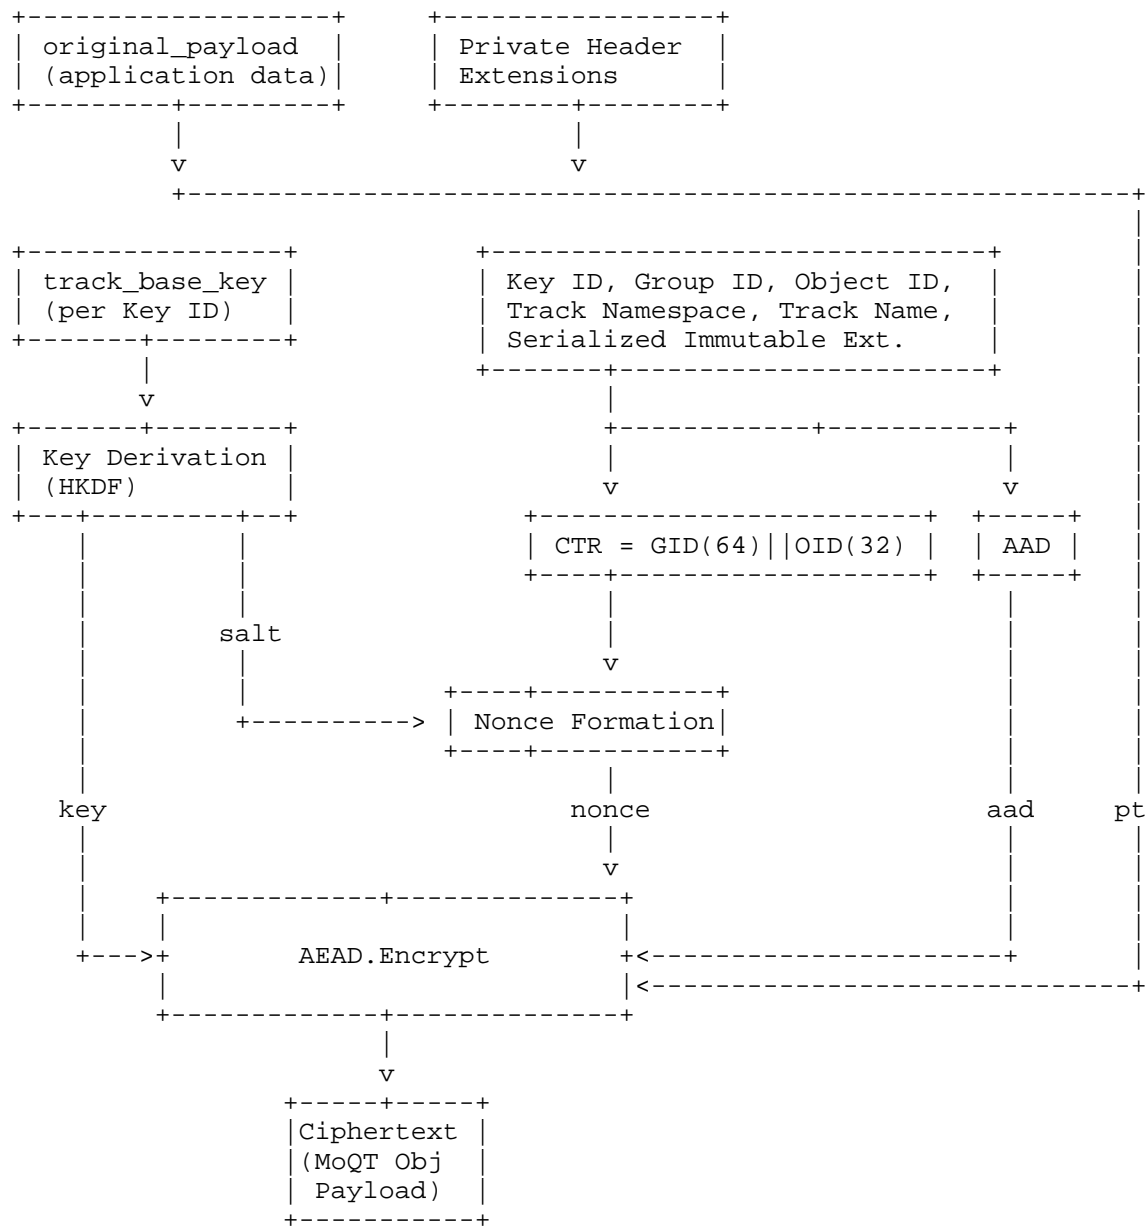 original_payload    Private Header
(application data)    Extensions
track_base_key    Key ID, Group ID, Object ID,
(per Key ID)    Track Namespace, Track Name,
Serialized Immutable Ext.
Key Derivation
(HKDF)
CTR = GID(64)||OID(32)    AAD
salt
Nonce Formation
key    nonce    aad    pt
AEAD.Encrypt
Ciphertext
(MoQT Obj
Payload)